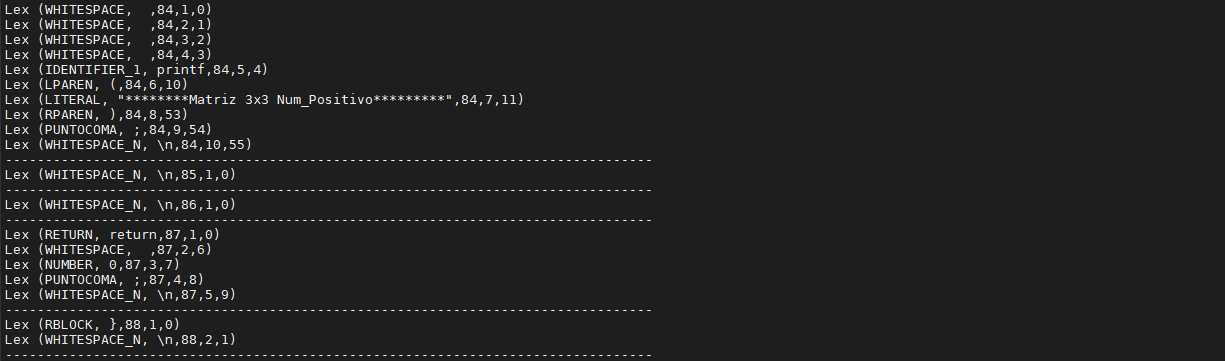 Lex (WHITESPACE,  ,84,1,0)
Lex (WHITESPACE,  ,84,2,1)
Lex (WHITESPACE,  ,84,3,2)
Lex (WHITESPACE,  ,84,4,3)
Lex (IDENTIFIER_1, printf,84,5,4)
Lex (LPAREN, (,84,6,10)
Lex (LITERAL, "********Matriz 3x3 Num_Positivo*********",84,7,11)
Lex (RPAREN, ),84,8,53)
Lex (PUNTOCOMA, ;,84,9,54)
Lex (WHITESPACE_N, \n,84,10,55)
---------------------------------------------------------------------------------
Lex (WHITESPACE_N, \n,85,1,0)
---------------------------------------------------------------------------------
Lex (WHITESPACE_N, \n,86,1,0)
---------------------------------------------------------------------------------
Lex (RETURN, return,87,1,0)
Lex (WHITESPACE,  ,87,2,6)
Lex (NUMBER, 0,87,3,7)
Lex (PUNTOCOMA, ;,87,4,8)
Lex (WHITESPACE_N, \n,87,5,9)
---------------------------------------------------------------------------------
Lex (RBLOCK, },88,1,0)
Lex (WHITESPACE_N, \n,88,2,1)
---------------------------------------------------------------------------------